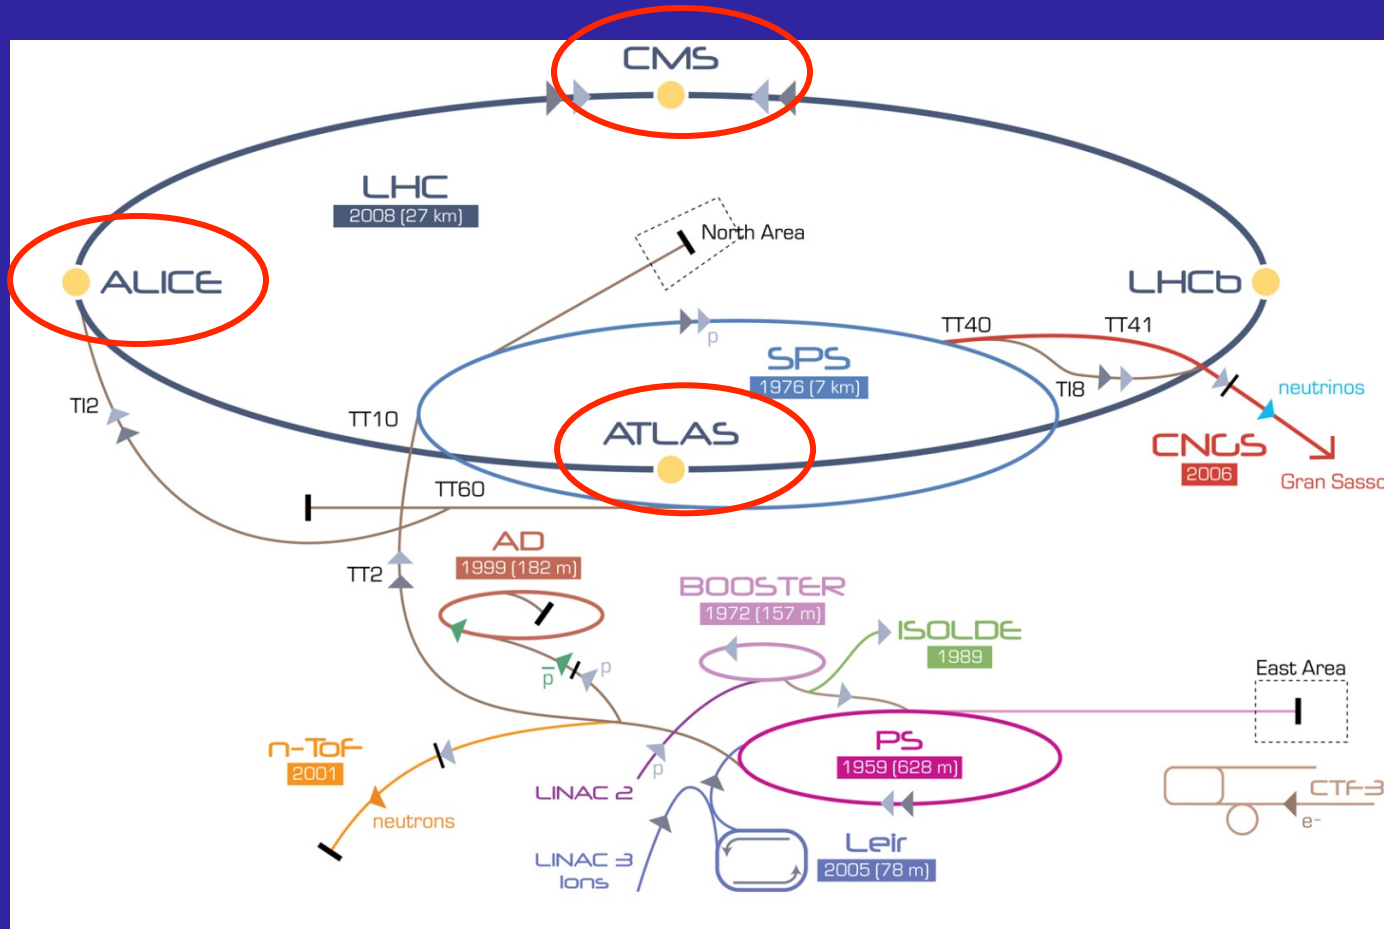 CMS
LHC
2008 (27 km)
North Area
ALICE
LHCb
TT40
TT41
p
SPS
1976 (7 km)
TI8
neutrinos
TI2
TT10
ATLAS
CNGS
2006
Gran Sasso
TT60
AD
1999 (182 m)
TT2
BOOSTER
1972 (157 m)
ISOLDE
1989
p
p
East Area
n-ToF
2001
PS
1959 (628 m)
p
LINAC 2
CTF-3
e-
neutrons
Leir
2005 (78 m)
LINAC 3
Ions